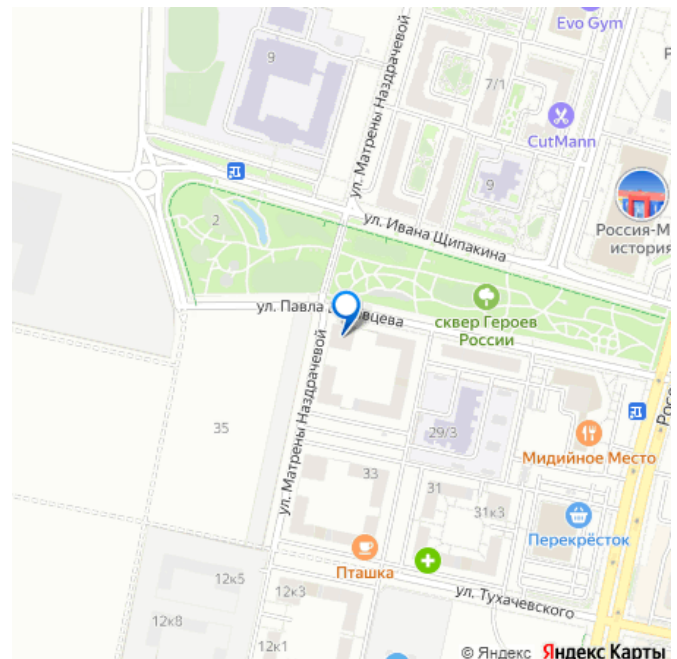 Evo Gym
9
7/1
CutMann
ул. Матрены Наздрачевой
9
2
ул. Ивана Щипакина
Россия-М
история
ул. Павла
вцева
сквер Героев
России
ул. Матрены Наздрачевой
35
29/3
Мидийное Место
33
31
31к3
Перекрёсток
Пташка
12к5
12к3
ул. Тухачевского
12к8
12к1
© Яндекс Яндекс Карты